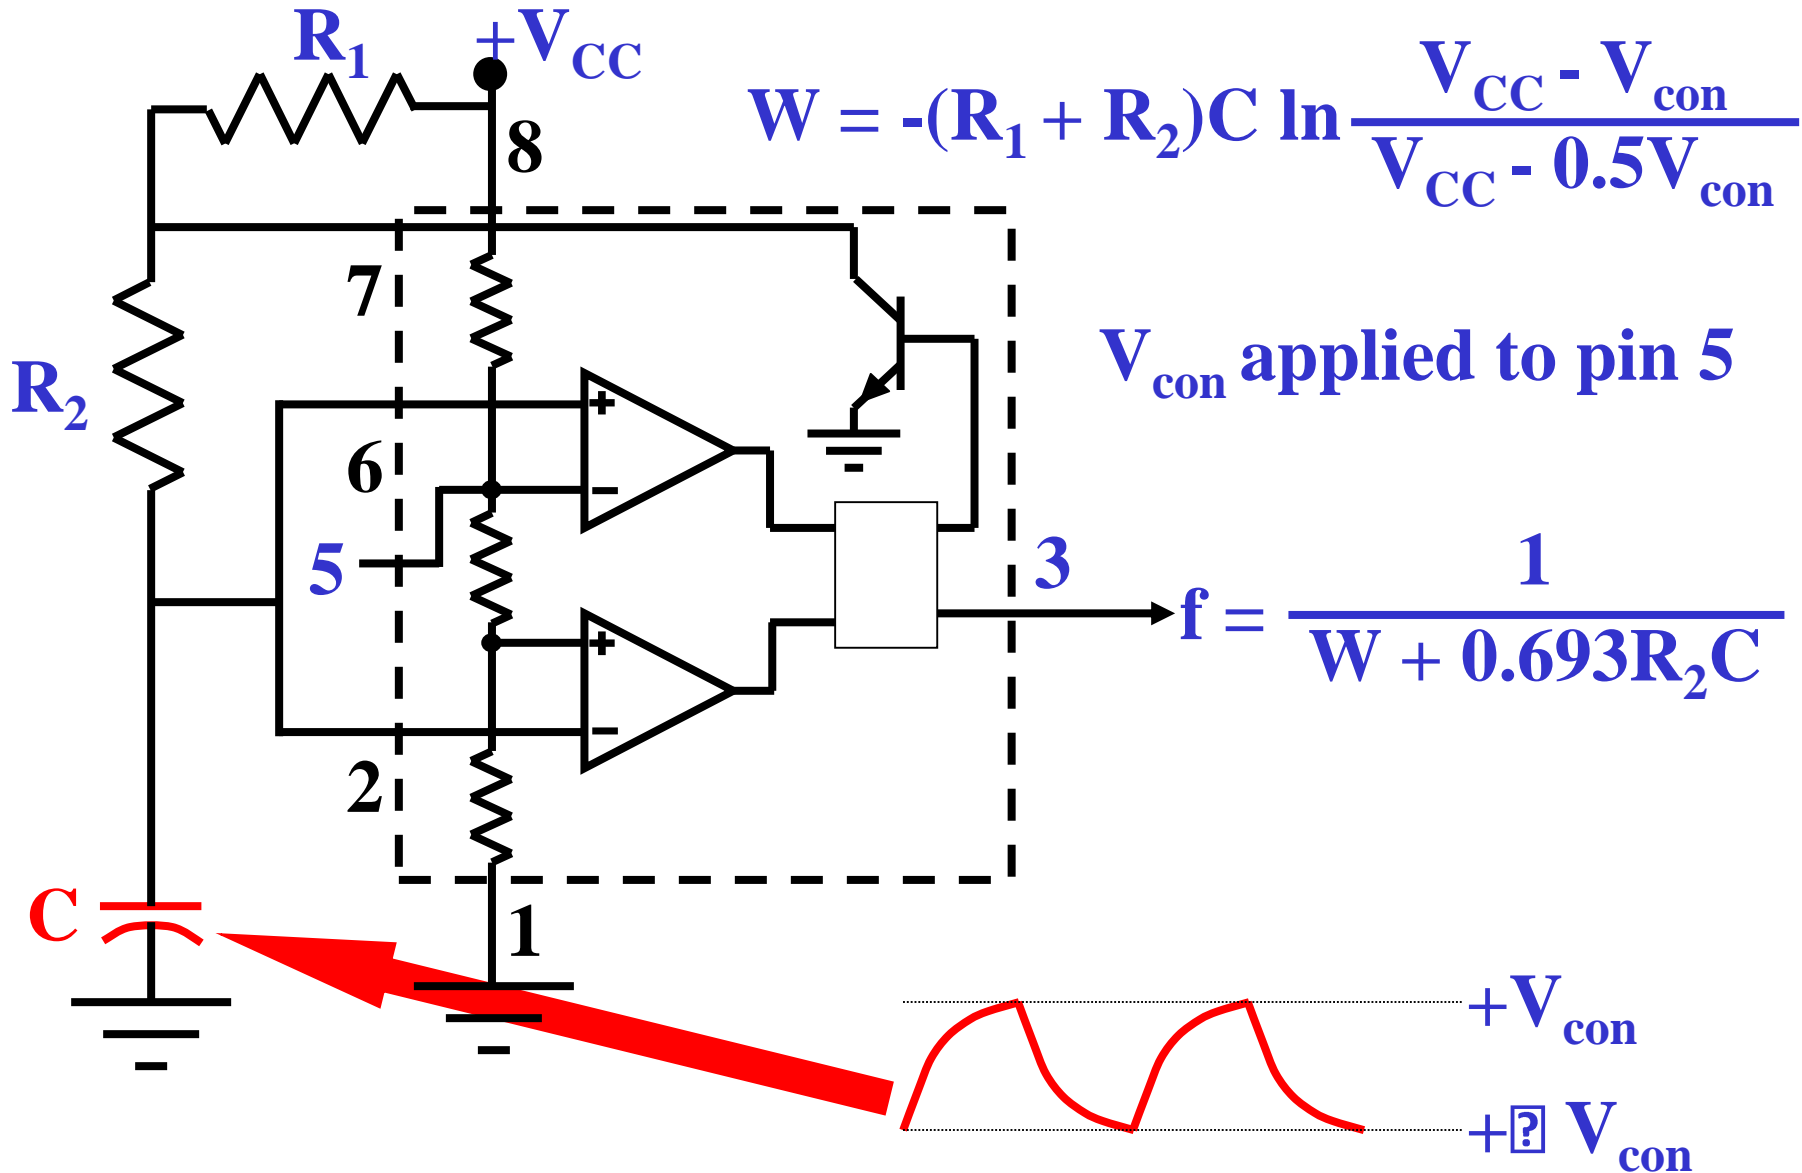 R1
+VCC
W = -(R1 + R2)C ln VCC - Vcon / VCC - 0.5Vcon
8
7
Vcon applied to pin 5
R2
+
6
−
5
3
f = 1 / W + 0.693R2C
+
−
2
C
1
+Vcon
+ Vcon